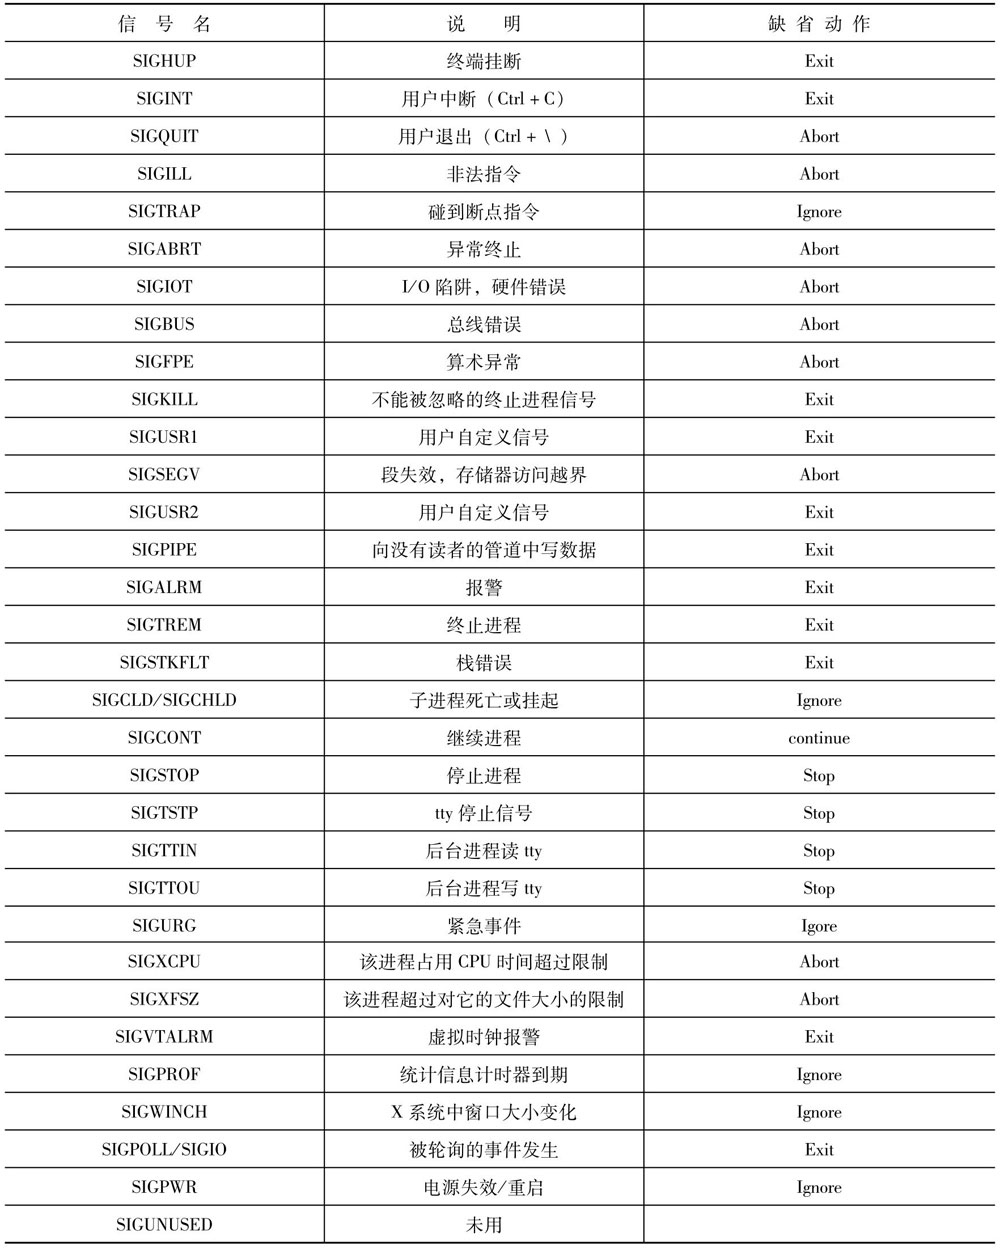 信号名 说明 缺省动作
SIGHUP 终端挂断 Exit
SIGINT 用户中断（Ctrl + C） Exit
SIGQUIT 用户退出（Ctrl + \ ） Abort
SIGILL 非法指令 Abort
SIGTRAP 碰到断点指令 Ignore
SIGABRT 异常终止 Abort
SIGIOT I/O 陷阱，硬件错误 Abort
SIGBUS 总线错误 Abort
SIGFPE 算术异常 Abort
SIGKILL 不能被忽略的终止进程信号 Exit
SIGUSR1 用户自定义信号 Exit
SIGSEGV 段失效，存储器访问越界 Abort
SIGUSR2 用户自定义信号 Exit
SIGPIPE 向没有读者的管道中写数据 Exit
SIGALRM 报警 Exit
SIGTREM 终止进程 Exit
SIGSTKFLT 栈错误 Exit
SIGCLD/SIGCHLD 子进程死亡或挂起 Ignore
SIGCONT 继续进程 continue
SIGSTOP 停止进程 Stop
SIGTSTP tty 停止信号 Stop
SIGTTIN 后台进程读 tty Stop
SIGTTOU 后台进程写 tty Stop
SIGURG 紧急事件 Igore
SIGXCPU 该进程占用 CPU 时间超过限制 Abort
SIGXFSZ 该进程超过对它的文件大小的限制 Abort
SIGVTALRM 虚拟时钟报警 Exit
SIGPROF 统计信息计时器到期 Ignore
SIGWINCH X 系统中窗口大小变化 Ignore
SIGPOLL/SIGIO 被轮询的事件发生 Exit
SIGPWR 电源失效/重启 Ignore
SIGUNUSED 未用